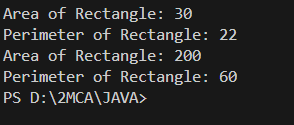 Area of Rectangle: 30
Perimeter of Rectangle: 22
Area of Rectangle: 200
Perimeter of Rectangle: 60
PS D:\2MCA\JAVA>